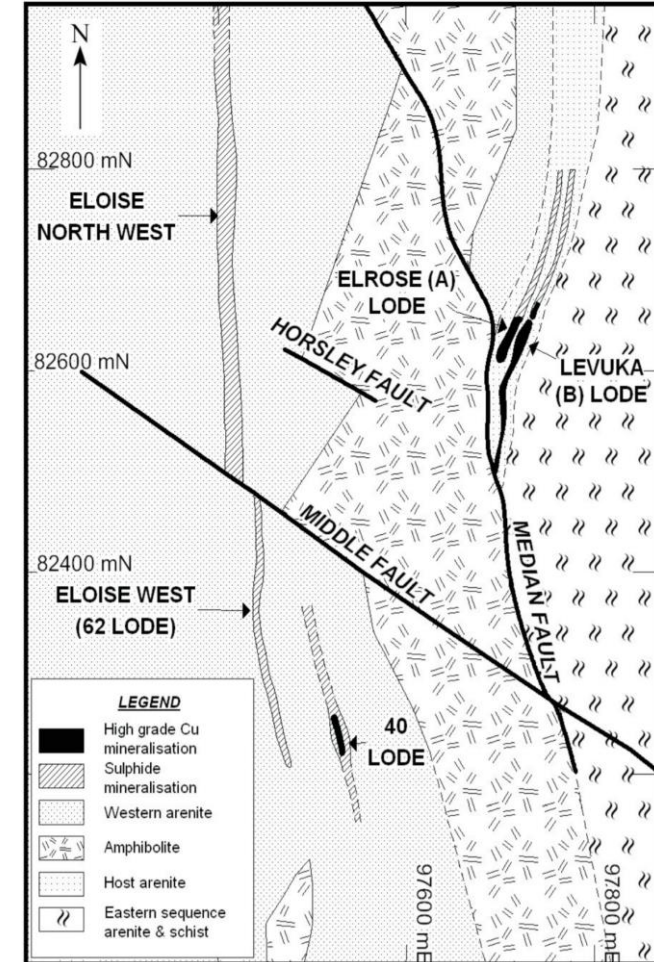 N
82800 mN
ELOISE
NORTH WEST
ELROSE (A)
LODE
HORSLEY FAULT
82600 mN
LEVUKA
(B) LODE
MIDDLE FAULT
MEDIAN FAULT
82400 mN
ELOISE WEST
(62 LODE)
40
LODE
LEGEND
High grade Cu
mineralisation
Sulphide
mineralisation
Western arenite
Amphibolite
Host arenite
Eastern sequence
arenite & schist
97600 mE
97800 mE